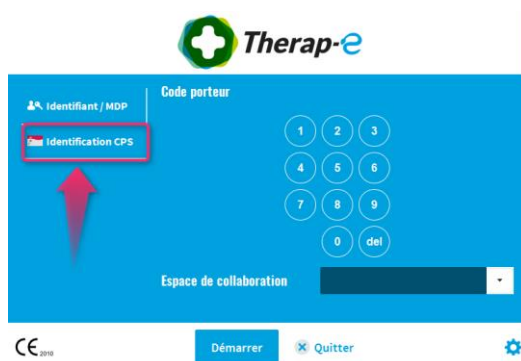 Therap-e
Identifiant / MDP
Code porteur
Identification CPS
1 2 3
4 5 6
7 8 9
0 del
Espace de collaboration
CE 2010
Démarrer
Quitter